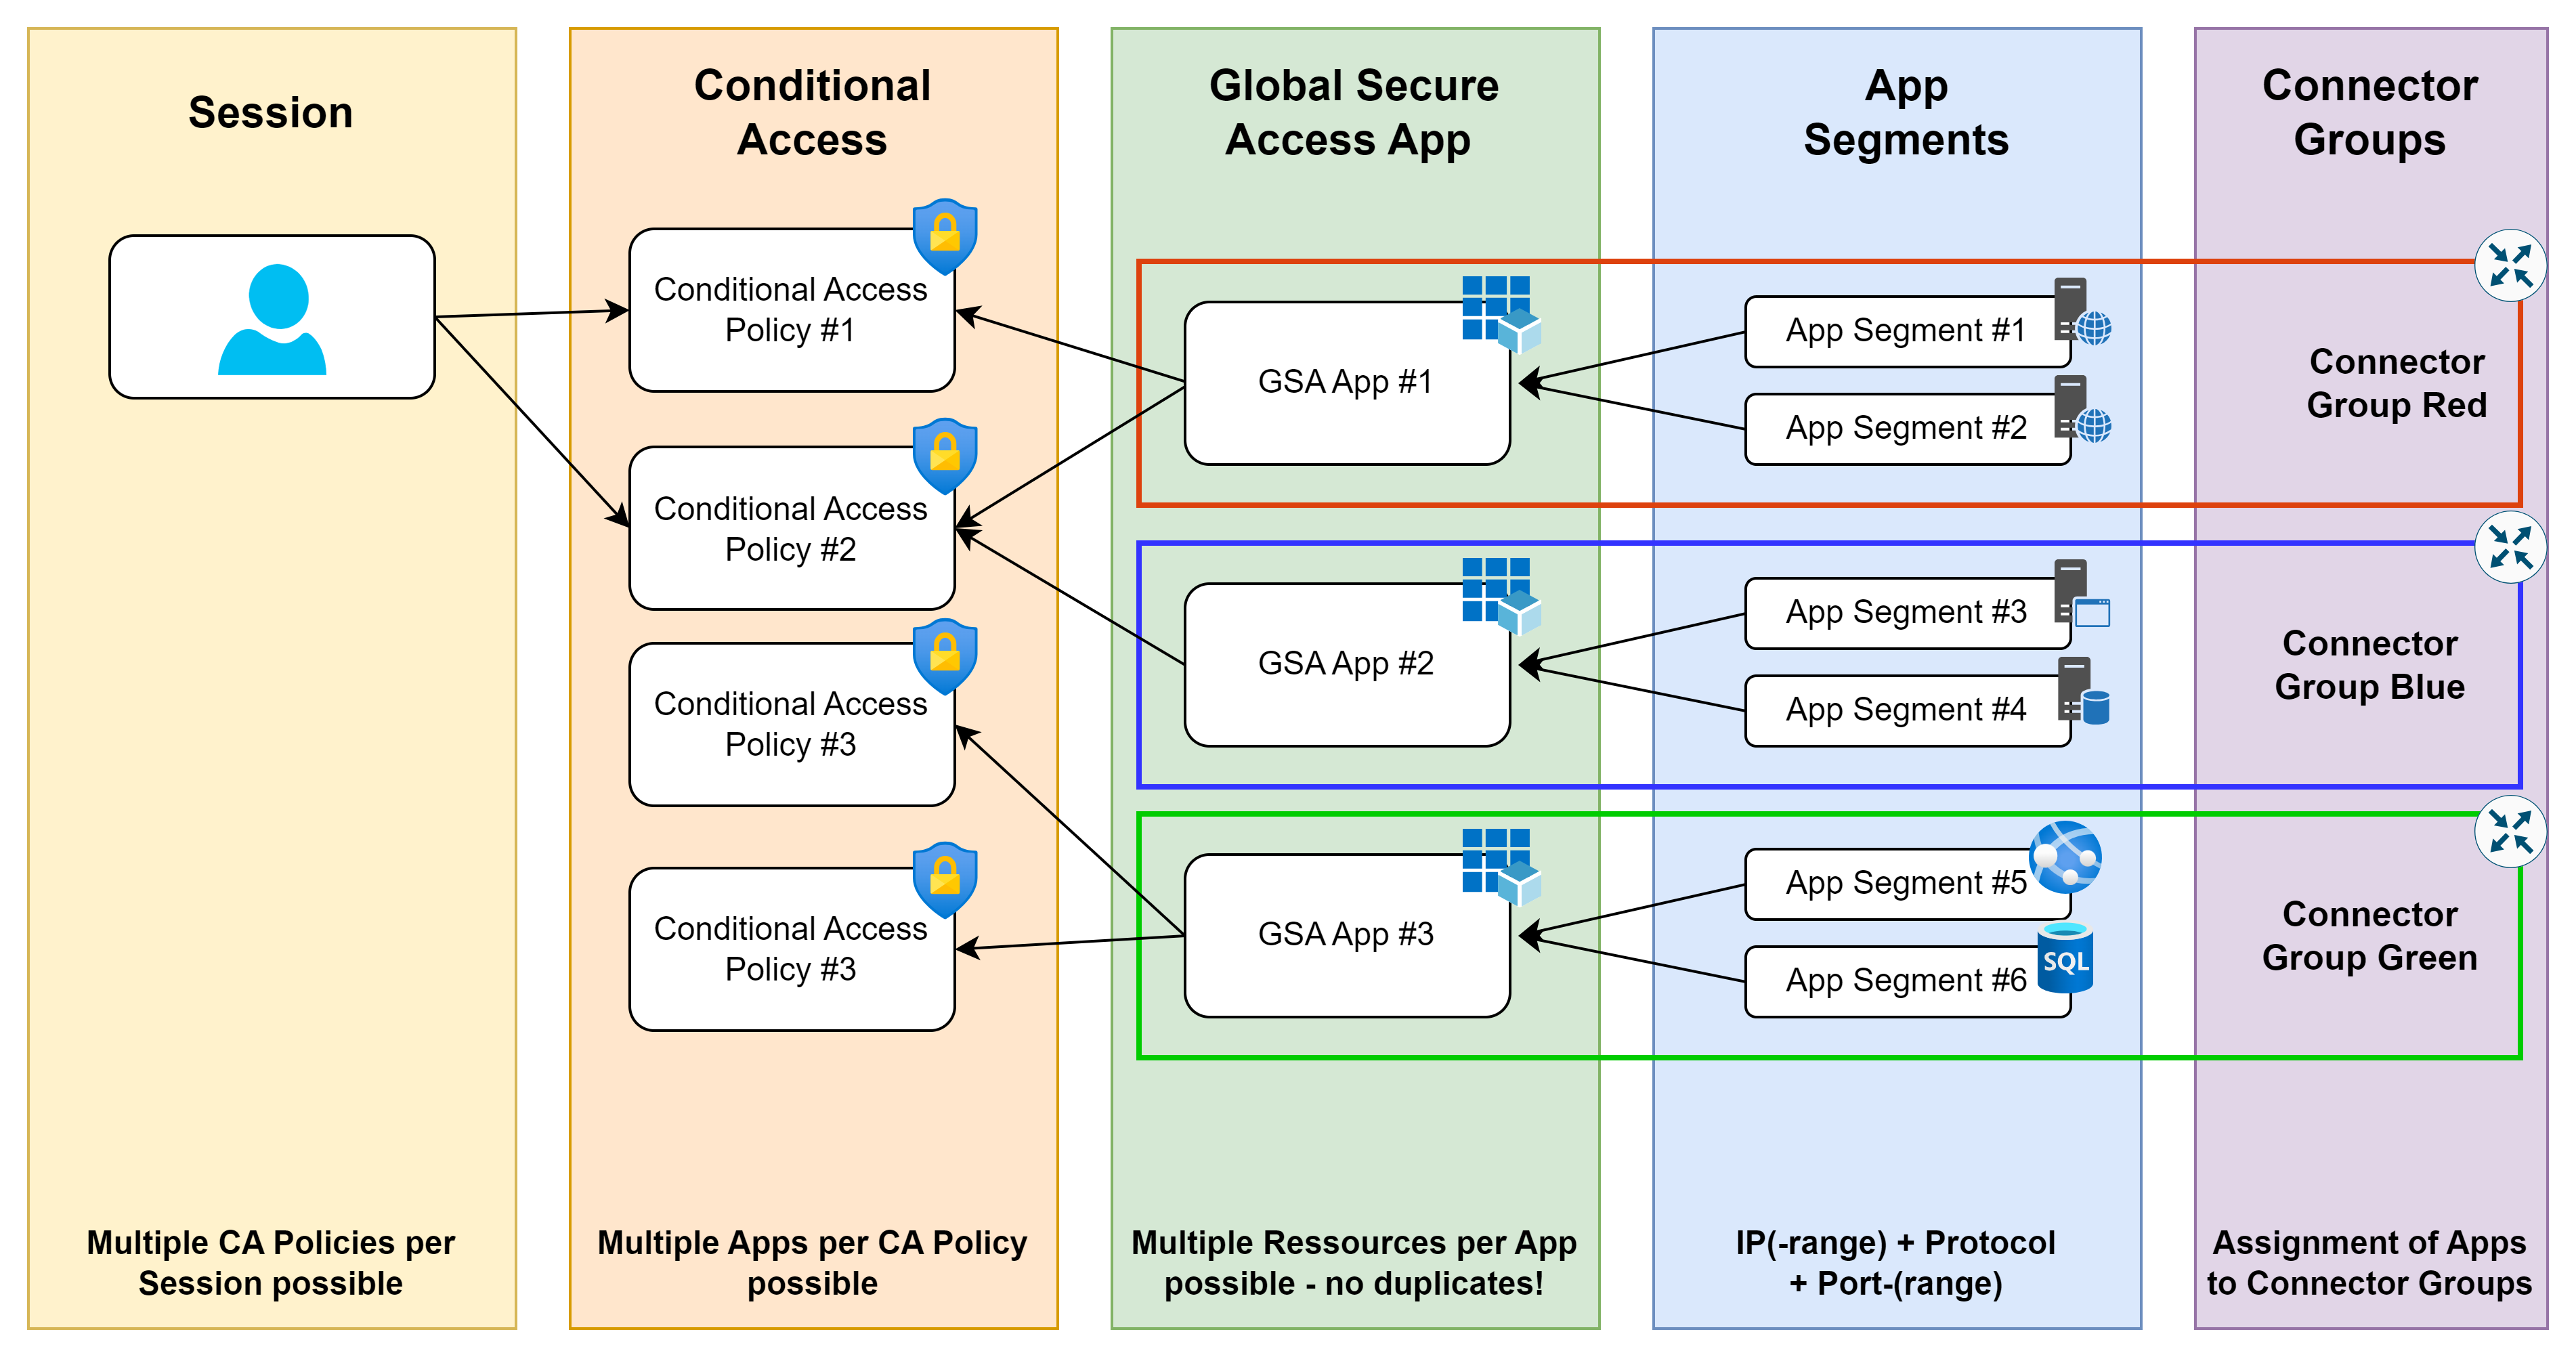 Session
Conditional
Access
Global Secure
Access App
App
Segments
Connector
Groups
Conditional Access
Policy #1
Conditional Access
Policy #2
Conditional Access
Policy #3
Conditional Access
Policy #3
GSA App #1
GSA App #2
GSA App #3
App Segment #1
App Segment #2
App Segment #3
App Segment #4
App Segment #5
App Segment #6
SQL
Connector
Group Red
Connector
Group Blue
Connector
Group Green
Multiple CA Policies per
Session possible
Multiple Apps per CA Policy
possible
Multiple Ressources per App
possible - no duplicates!
IP(-range) + Protocol
+ Port-(range)
Assignment of Apps
to Connector Groups